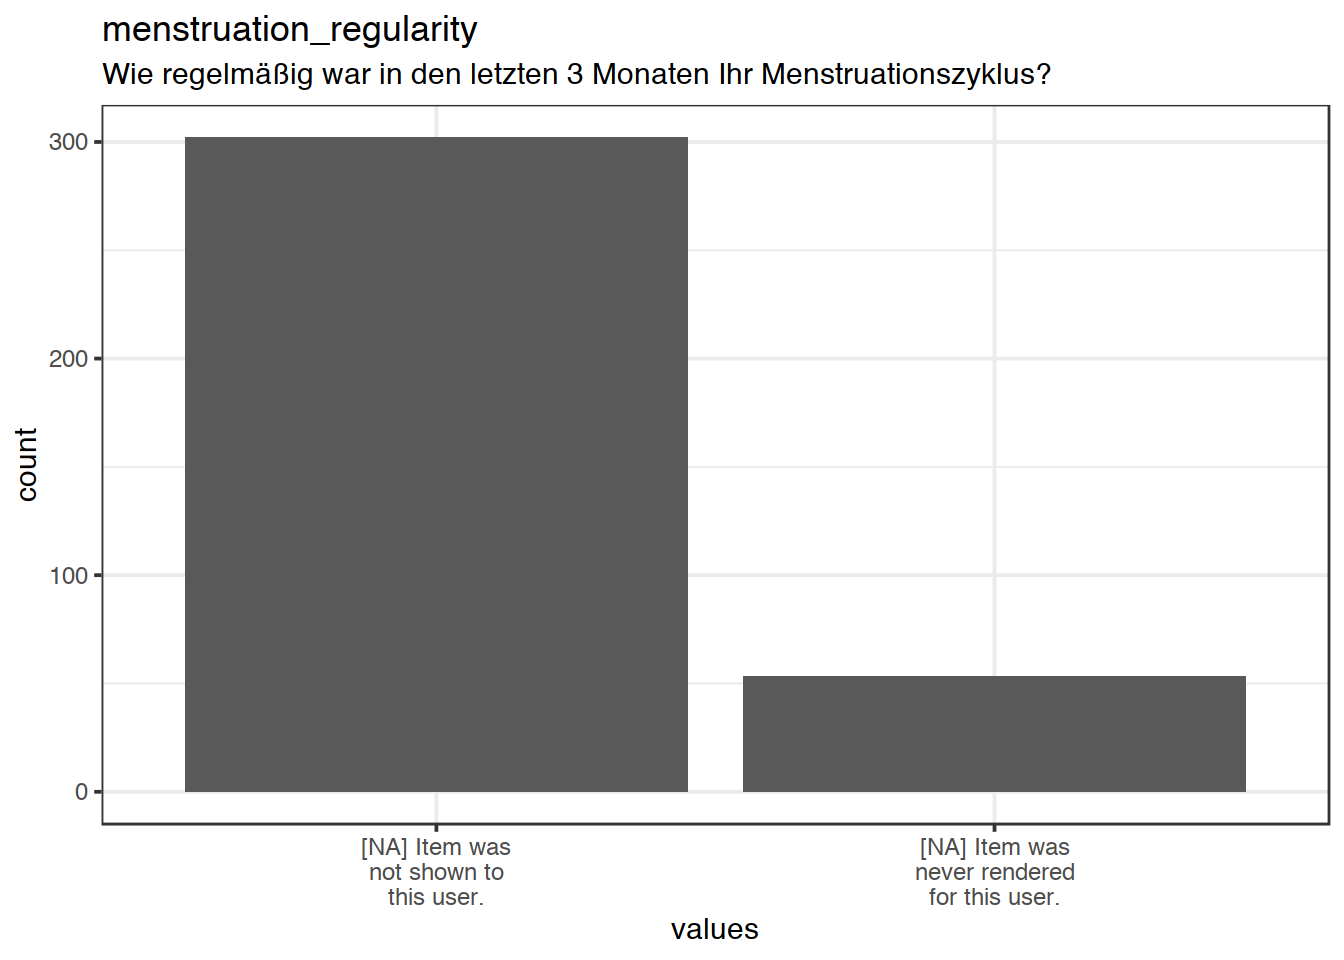 menstruation_regularity
Wie regelmäßig war in den letzten 3 Monaten Ihr Menstruationszyklus?
300
200
100
0
count
[NA] Item was
not shown to
this user.
[NA] Item was
never rendered
for this user.
values